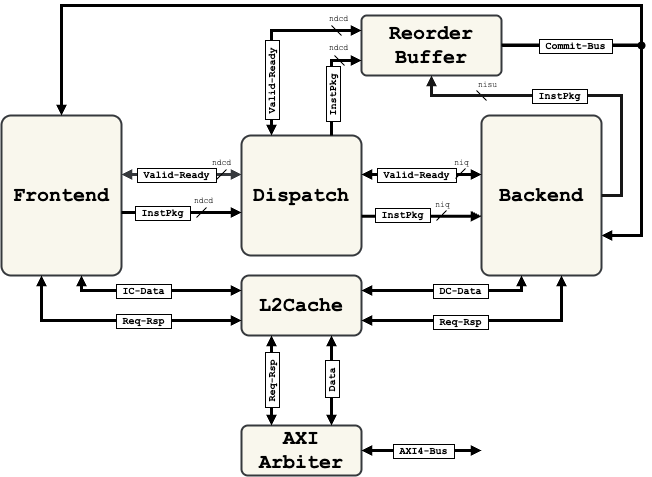 ndcd
Reorder
Buffer
Commit-Bus
ndcd
Valid-Ready
InstPkg
nisu
InstPkg
ndcd
Valid-Ready
niq
Valid-Ready
Frontend
Dispatch
Backend
ndcd
InstPkg
niq
InstPkg
IC-Data
DC-Data
L2Cache
Req-Rsp
Req-Rsp
Req-Rsp
Data
AXI
Arbiter
AXI4-Bus